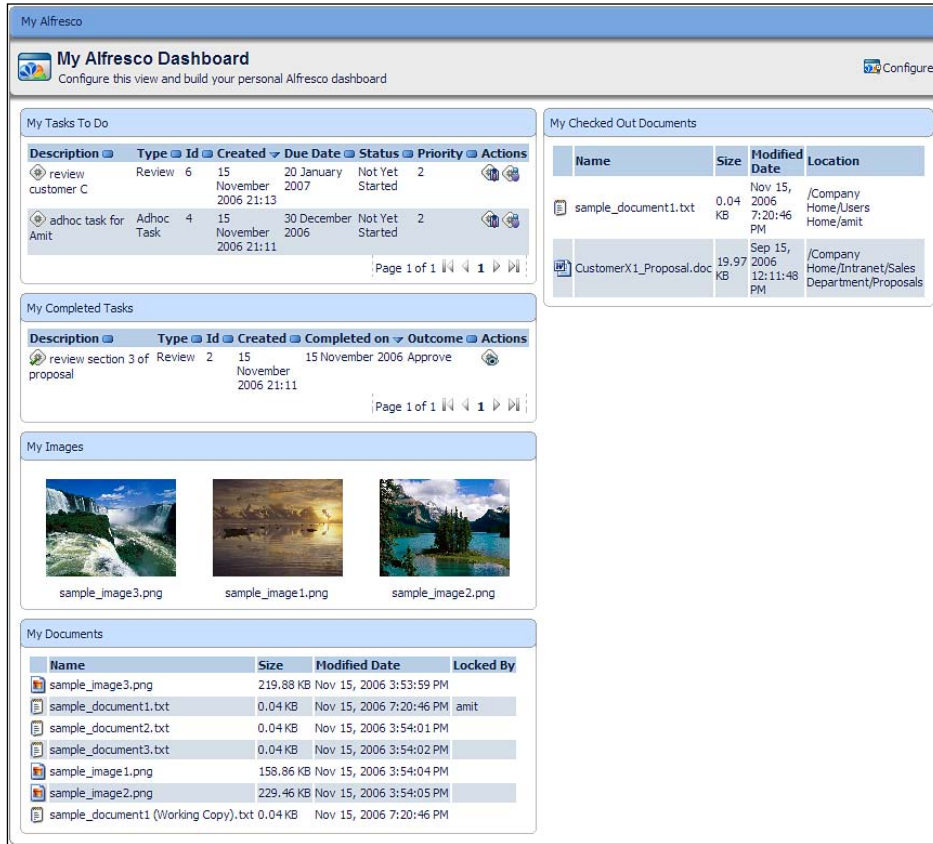 My Alfresco
My Alfresco Dashboard
Configure this view and build your personal Alfresco dashboard
Configure
My Tasks To Do
Description Type Id Created Due Date Status Priority Actions
review Review 6 15 20 January Not Yet 2
customer C November 2007 Started
2006 21:13
adhoc task for Adhoc 4 15 30 December Not Yet 2
Amit Task November 2006 Started
2006 21:11
Page 1 of 1 1
My Completed Tasks
Description Type Id Created Completed on Outcome Actions
review section 3 of Review 2 15 15 November 2006 Approve
proposal November
2006 21:11
Page 1 of 1 1
My Images
sample_image3.png sample_image1.png sample_image2.png
My Documents
Name Size Modified Date Locked By
sample_image3.png 219.88 KB Nov 15, 2006 3:53:59 PM
sample_document1.txt 0.04 KB Nov 15, 2006 7:20:46 PM amit
sample_document2.txt 0.04 KB Nov 15, 2006 3:54:01 PM
sample_document3.txt 0.04 KB Nov 15, 2006 3:54:02 PM
sample_image1.png 158.86 KB Nov 15, 2006 3:54:04 PM
sample_image2.png 229.46 KB Nov 15, 2006 3:54:05 PM
sample_document1 (Working Copy).txt 0.04 KB Nov 15, 2006 7:20:46 PM
My Checked Out Documents
Name Size Modified Date Location
sample_document1.txt 0.04 KB Nov 15, 2006 7:20:46 PM /Company Home/Users Home/amit
CustomerX1_Proposal.doc 19.97 KB Sep 15, 2006 12:11:48 PM /Company Home/Intranet/Sales Department/Proposals